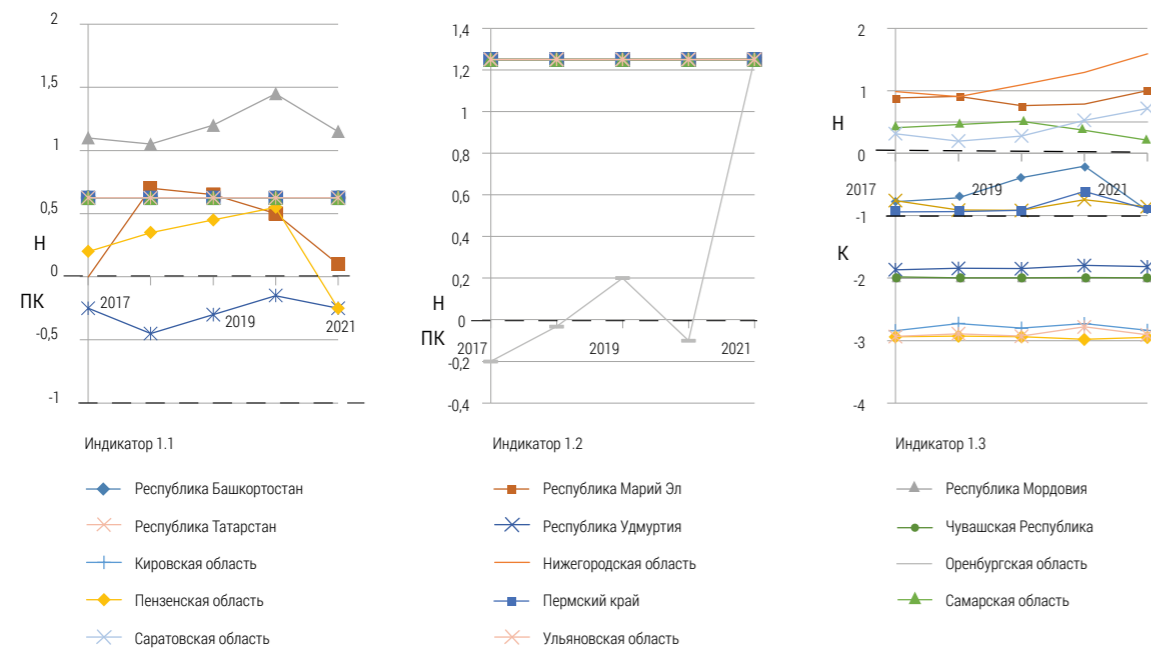 2
1,5
1
0,5
Н
0
ПК
2017
2019
2021
-0,5
-1
Индикатор 1.1
1,4
1,2
1
0,8
0,6
0,4
0,2
Н
0
ПК
2017
2019
2021
-0,2
-0,4
Индикатор 1.2
2
1
Н
0
2017
2019
2021
-1
К
-2
-3
-4
Индикатор 1.3
Республика Башкортостан
Республика Марий Эл
Республика Мордовия
Республика Татарстан
Республика Удмуртия
Чувашская Республика
Кировская область
Нижегородская область
Оренбургская область
Пензенская область
Пермский край
Самарская область
Саратовская область
Ульяновская область